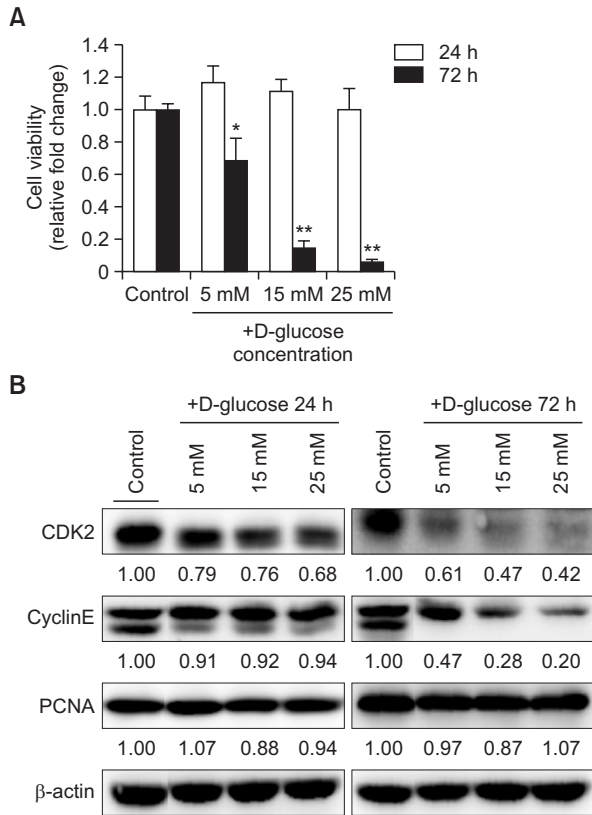 A
Cell viability
(relative fold change)
1.4
1.2
1.0
0.8
0.6
0.4
0.2
0
24 h
72 h
*
**
**
Control 5 mM 15 mM 25 mM
+D-glucose
concentration
B
+D-glucose 24 h +D-glucose 72 h
Control 5 mM 15 mM 25 mM Control 5 mM 15 mM 25 mM
CDK2
1.00 0.79 0.76 0.68 1.00 0.61 0.47 0.42
CyclinE
1.00 0.91 0.92 0.94 1.00 0.47 0.28 0.20
PCNA
1.00 1.07 0.88 0.94 1.00 0.97 0.87 1.07
β-actin